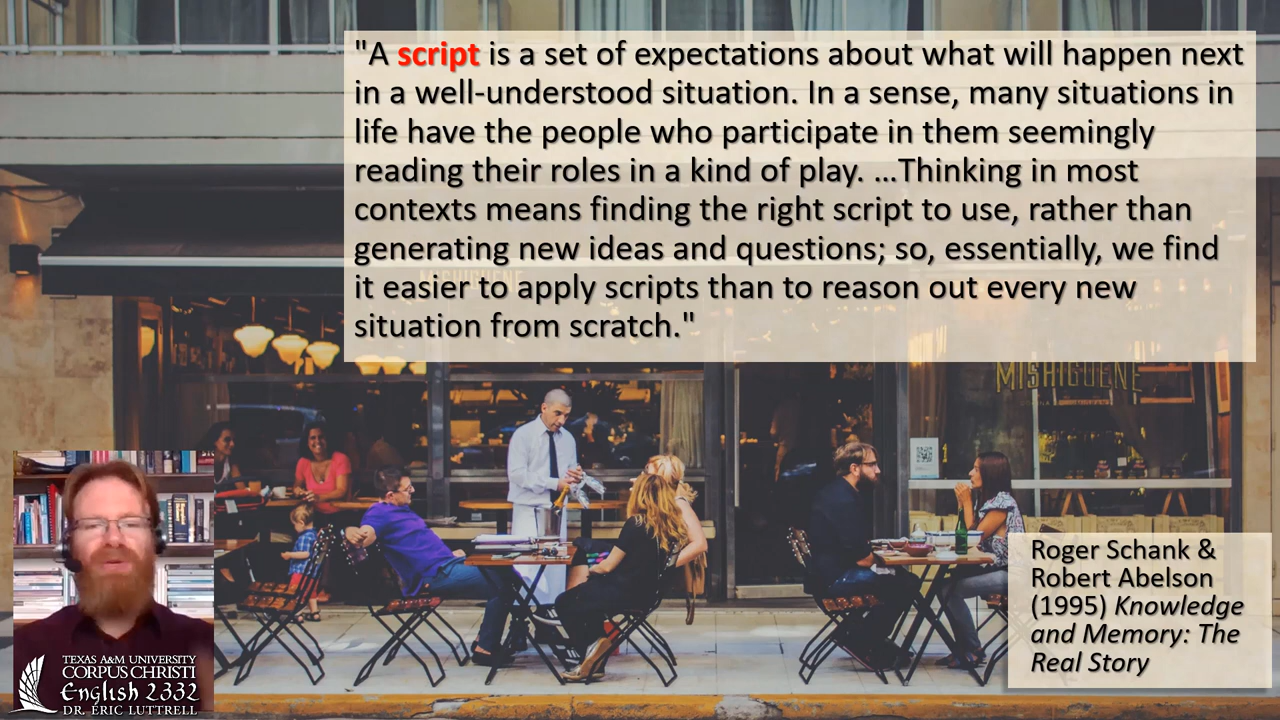 "A script is a set of expectations about what will happen next
in a well-understood situation. In a sense, many situations in
life have the people who participate in them seemingly
reading their roles in a kind of play. …Thinking in most
contexts means finding the right script to use, rather than
generating new ideas and questions; so, essentially, we find
it easier to apply scripts than to reason out every new
situation from scratch."
MISHIGUENE
MISHIGUENE
Roger Schank &
Robert Abelson
(1995) Knowledge
and Memory: The
Real Story
TEXAS A&M UNIVERSITY
CORPUS CHRISTI
English 2332
DR. ERIC LUTTRELL